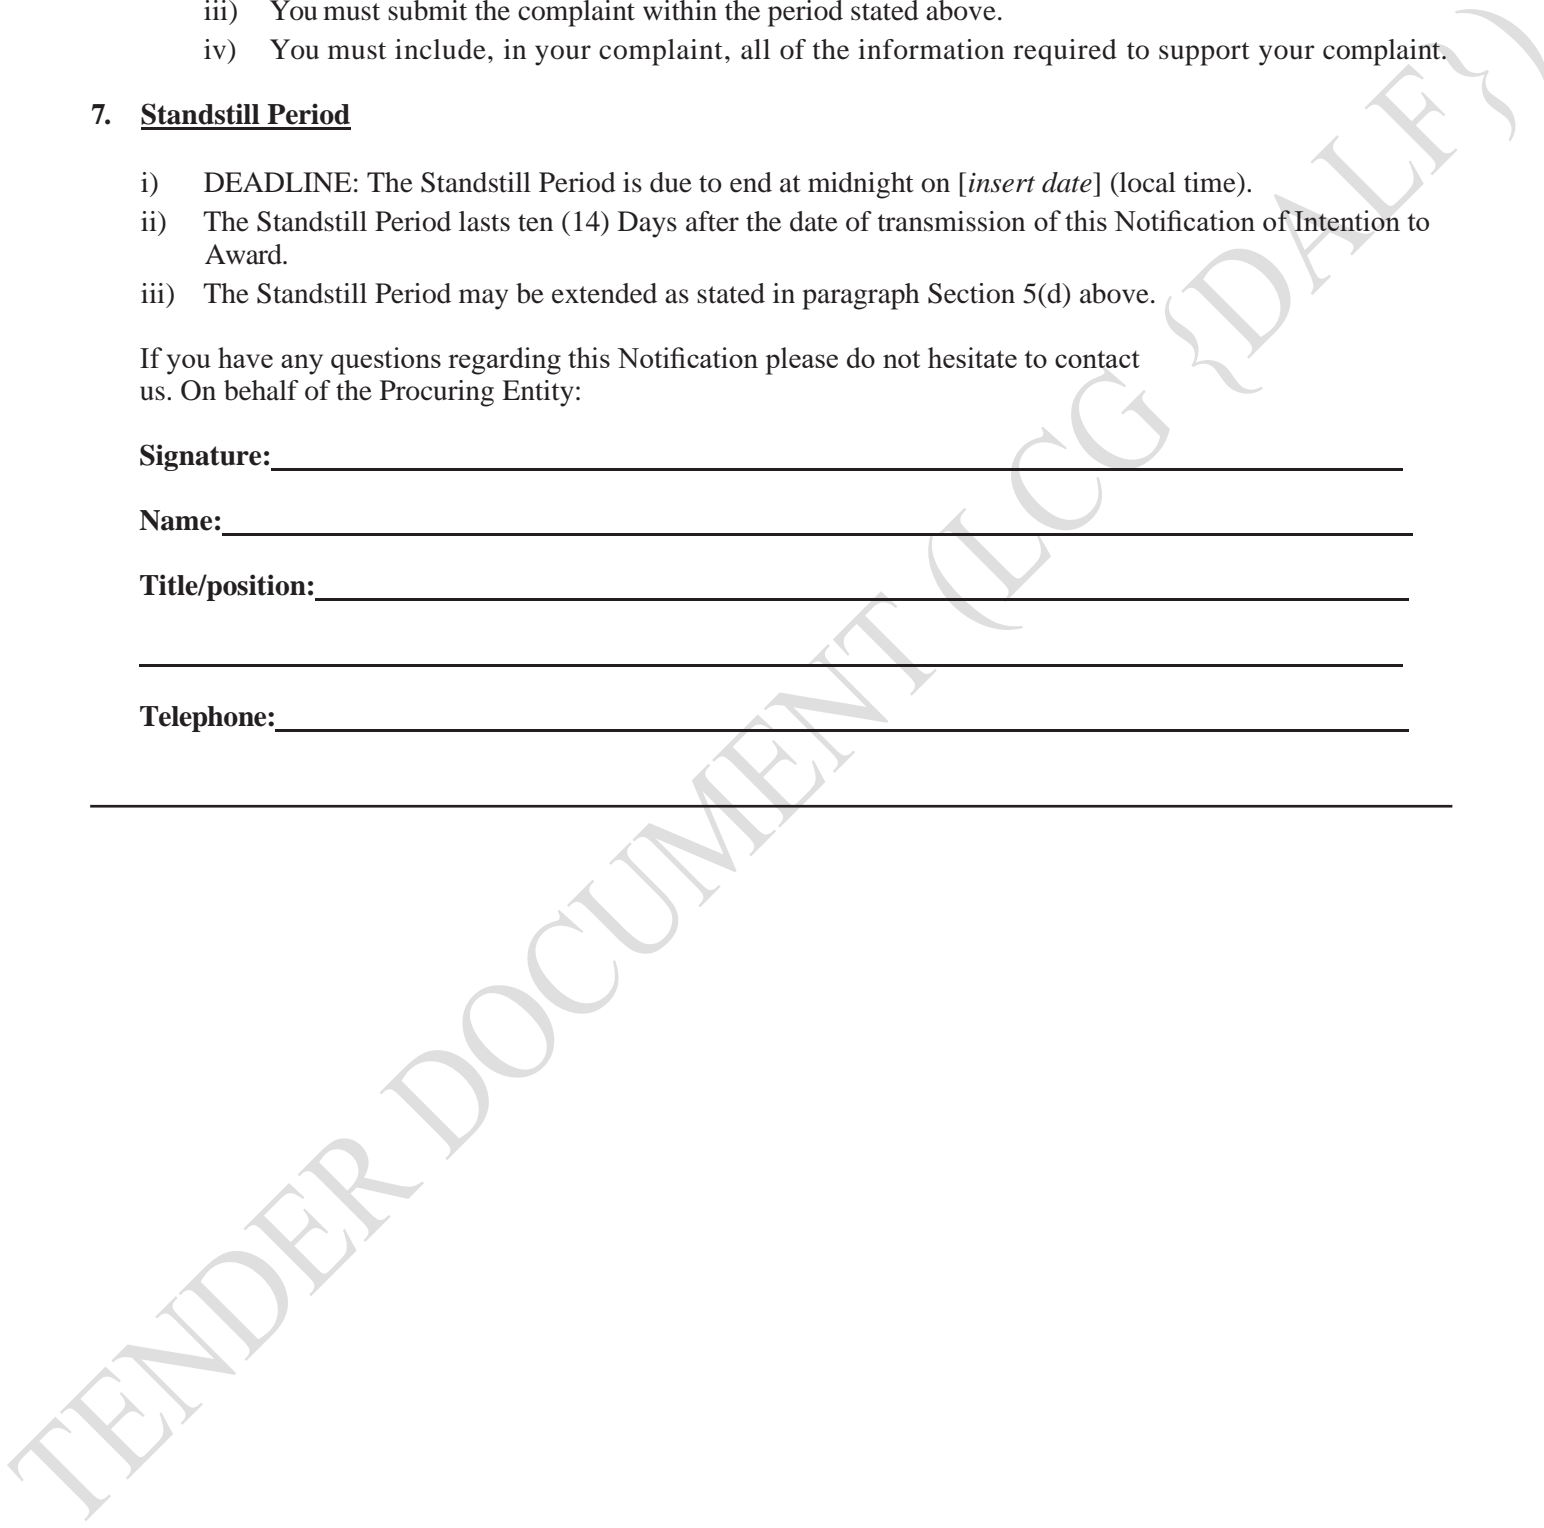 iii) You must submit the complaint within the period stated above.
iv) You must include, in your complaint, all of the information required to support your complaint.
7. Standstill Period
i) DEADLINE: The Standstill Period is due to end at midnight on [insert date] (local time).
ii) The Standstill Period lasts ten (14) Days after the date of transmission of this Notification of Intention to
Award.
iii) The Standstill Period may be extended as stated in paragraph Section 5(d) above.
If you have any questions regarding this Notification please do not hesitate to contact
us. On behalf of the Procuring Entity:
Signature:
Name:
Title/position:
Telephone:
TENDER DOCUMENT (LCG {DALF})